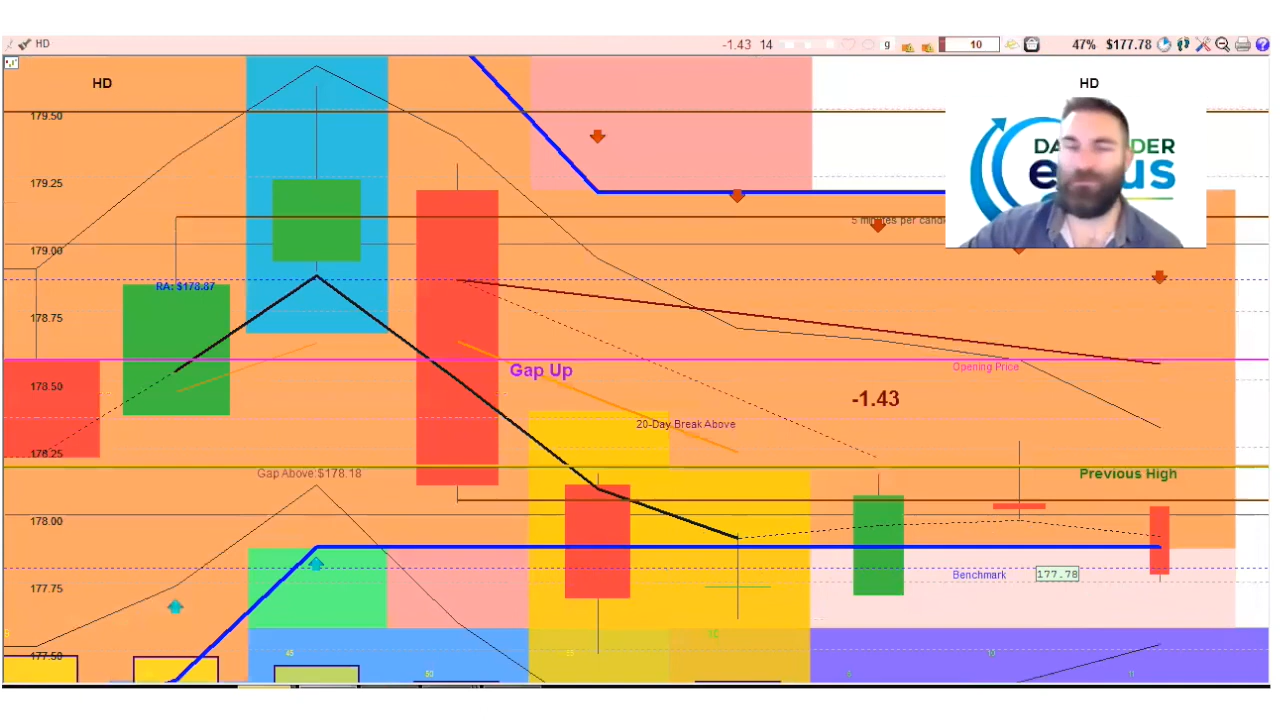 HD
-1.43 14
g
10
47% $177.78
HD
HD
179.50
179.25
179.00
5 minutes per candle
RA: $178.87
178.75
Gap Up
Opening Price
178.50
-1.43
20-Day Break Above
178.25
Gap Above:$178.18
Previous High
178.00
177.75
Benchmark
177.78
177.50
45
50
55
10
11